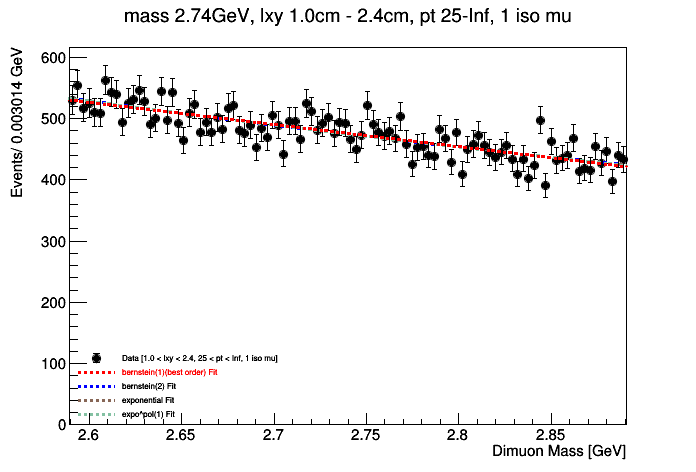 mass 2.74GeV, lxy 1.0cm - 2.4cm, pt 25-Inf, 1 iso mu
Events/ 0.003014 GeV
600
500
400
300
200
100
0
Data [1.0 < lxy < 2.4, 25 < pt < Inf, 1 iso mu]
bernstein(1)(best order) Fit
bernstein(2) Fit
exponential Fit
expo*pol(1) Fit
2.6 2.65 2.7 2.75 2.8 2.85
Dimuon Mass [GeV]